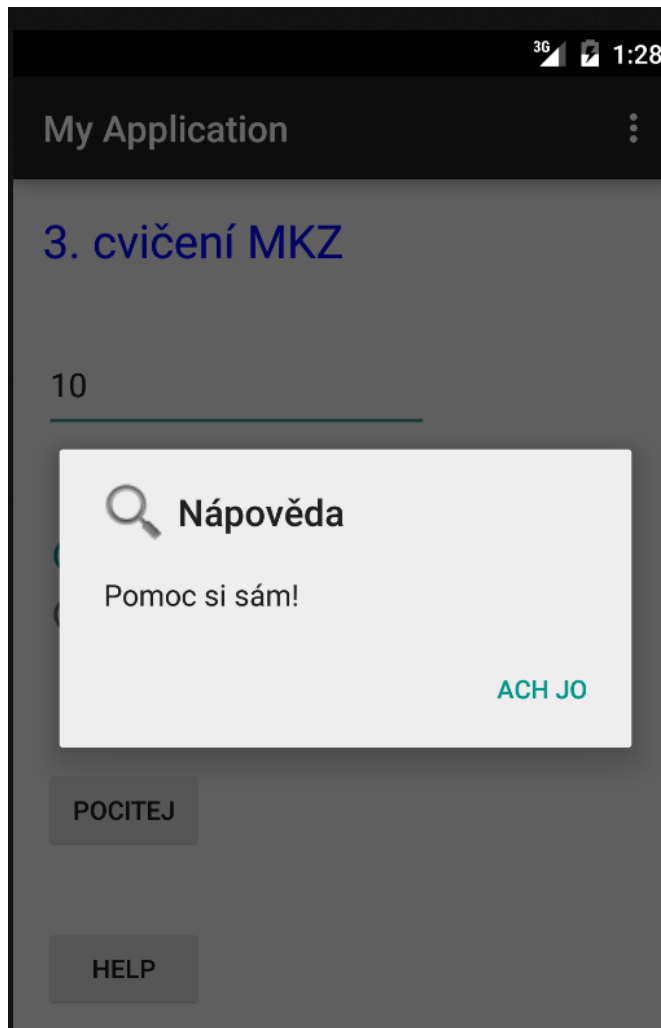 3G 1:28
My Application
3. cvičení MKZ
10
Nápověda
Pomoc si sám!
ACH JO
POCITEJ
HELP